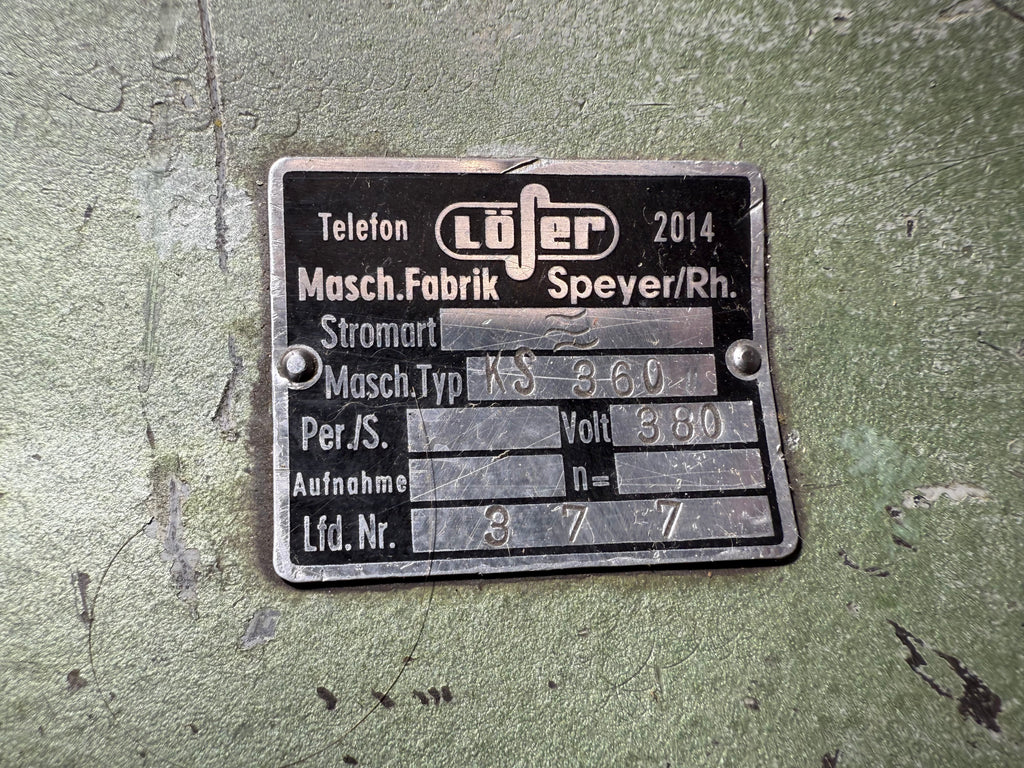 Telefon LÖSer 2014
Masch.Fabrik Speyer/Rh.
Stromart ≈
Masch.Typ KS 360
Per./S. Volt 380
Aufnahme n=
Lfd. Nr. 3 7 7